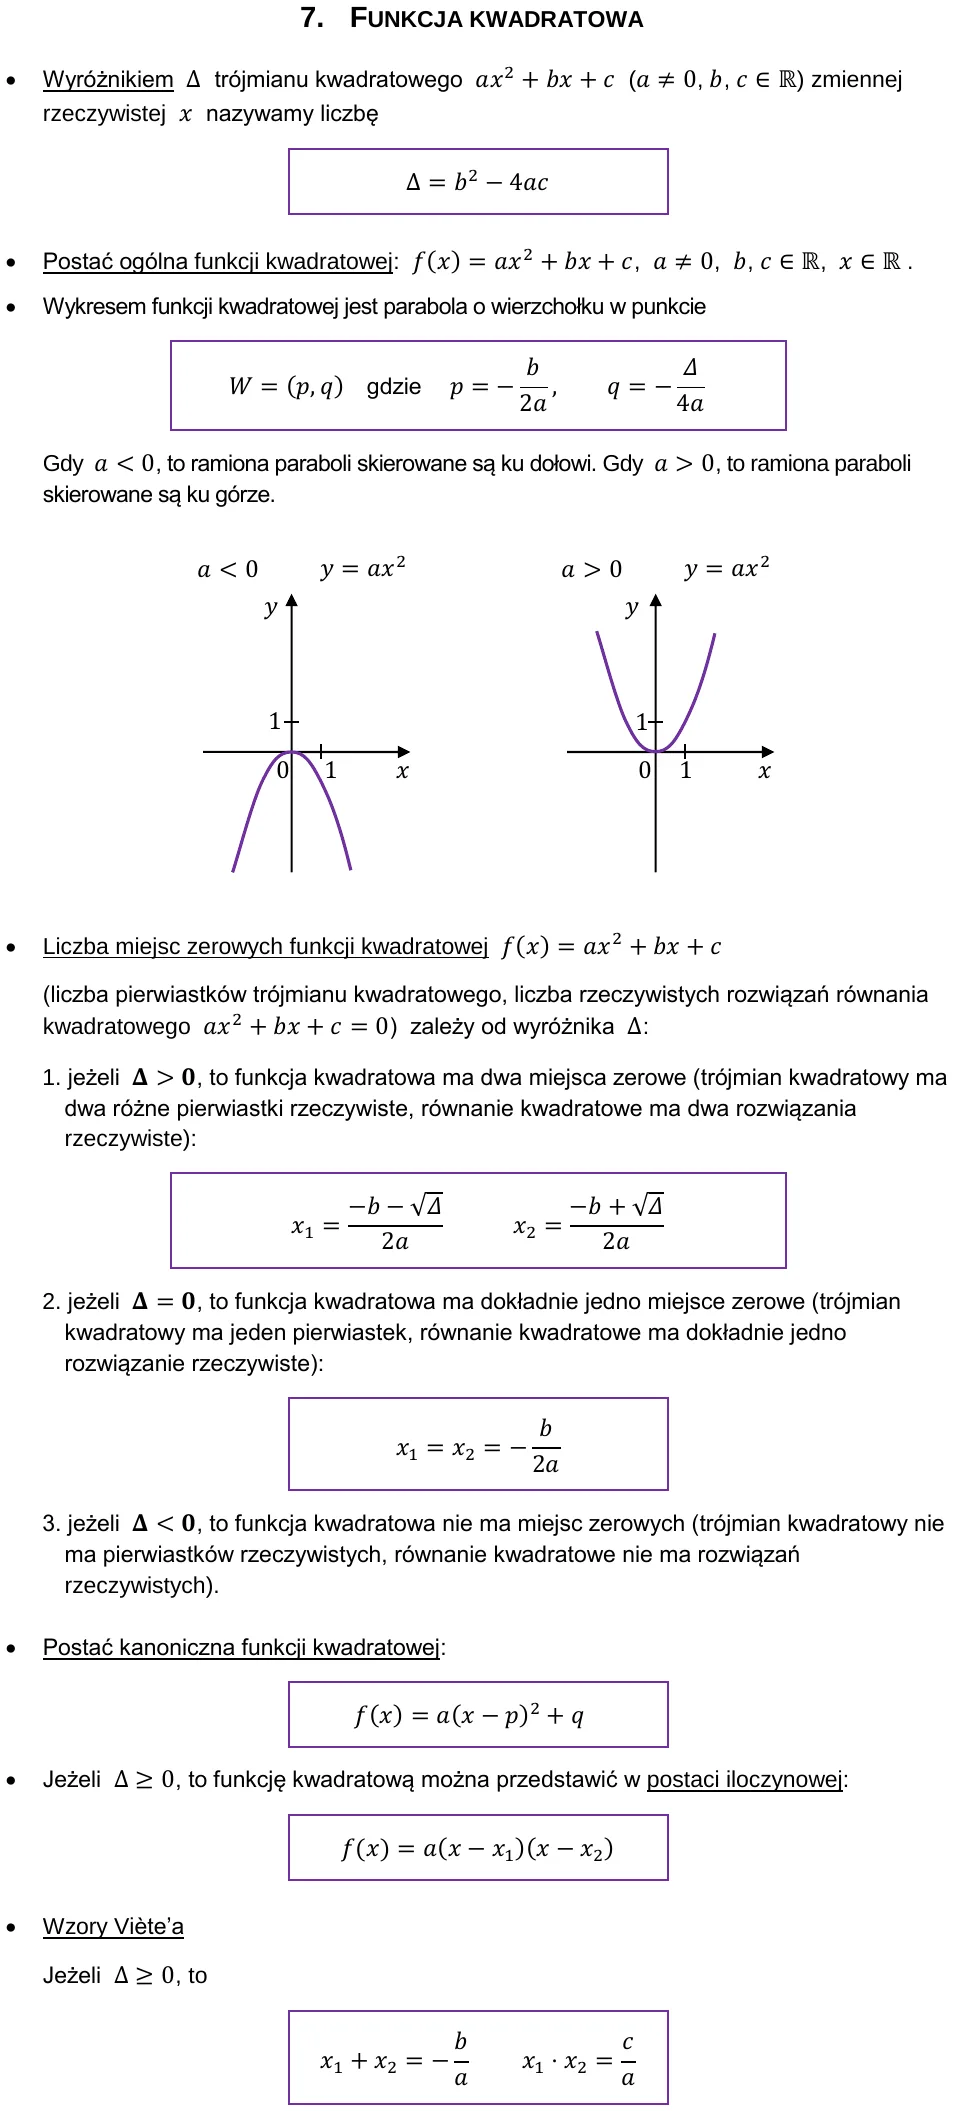 7. FUNKCJA KWADRATOWA
• Wyróżnikiem Δ trójmianu kwadratowego ax² + bx + c (a ≠ 0, b, c ∈ ℝ) zmiennej
rzeczywistej x nazywamy liczbę
Δ = b² − 4ac
• Postać ogólna funkcji kwadratowej: f(x) = ax² + bx + c, a ≠ 0, b, c ∈ ℝ, x ∈ ℝ .
• Wykresem funkcji kwadratowej jest parabola o wierzchołku w punkcie
W = (p, q) gdzie p = −b/2a, q = −Δ/4a
Gdy a < 0, to ramiona paraboli skierowane są ku dołowi. Gdy a > 0, to ramiona paraboli
skierowane są ku górze.
a < 0 y = ax²
y
1
0 1 x
a > 0 y = ax²
y
1
0 1 x
• Liczba miejsc zerowych funkcji kwadratowej f(x) = ax² + bx + c
(liczba pierwiastków trójmianu kwadratowego, liczba rzeczywistych rozwiązań równania
kwadratowego ax² + bx + c = 0) zależy od wyróżnika Δ:
1. jeżeli Δ > 0, to funkcja kwadratowa ma dwa miejsca zerowe (trójmian kwadratowy ma
dwa różne pierwiastki rzeczywiste, równanie kwadratowe ma dwa rozwiązania
rzeczywiste):
x₁ = (−b − √Δ)/2a x₂ = (−b + √Δ)/2a
2. jeżeli Δ = 0, to funkcja kwadratowa ma dokładnie jedno miejsce zerowe (trójmian
kwadratowy ma jeden pierwiastek, równanie kwadratowe ma dokładnie jedno
rozwiązanie rzeczywiste):
x₁ = x₂ = −b/2a
3. jeżeli Δ < 0, to funkcja kwadratowa nie ma miejsc zerowych (trójmian kwadratowy nie
ma pierwiastków rzeczywistych, równanie kwadratowe nie ma rozwiązań
rzeczywistych).
• Postać kanoniczna funkcji kwadratowej:
f(x) = a(x − p)² + q
• Jeżeli Δ ≥ 0, to funkcję kwadratową można przedstawić w postaci iloczynowej:
f(x) = a(x − x₁)(x − x₂)
• Wzory Viète’a
Jeżeli Δ ≥ 0, to
x₁ + x₂ = −b/a x₁ · x₂ = c/a